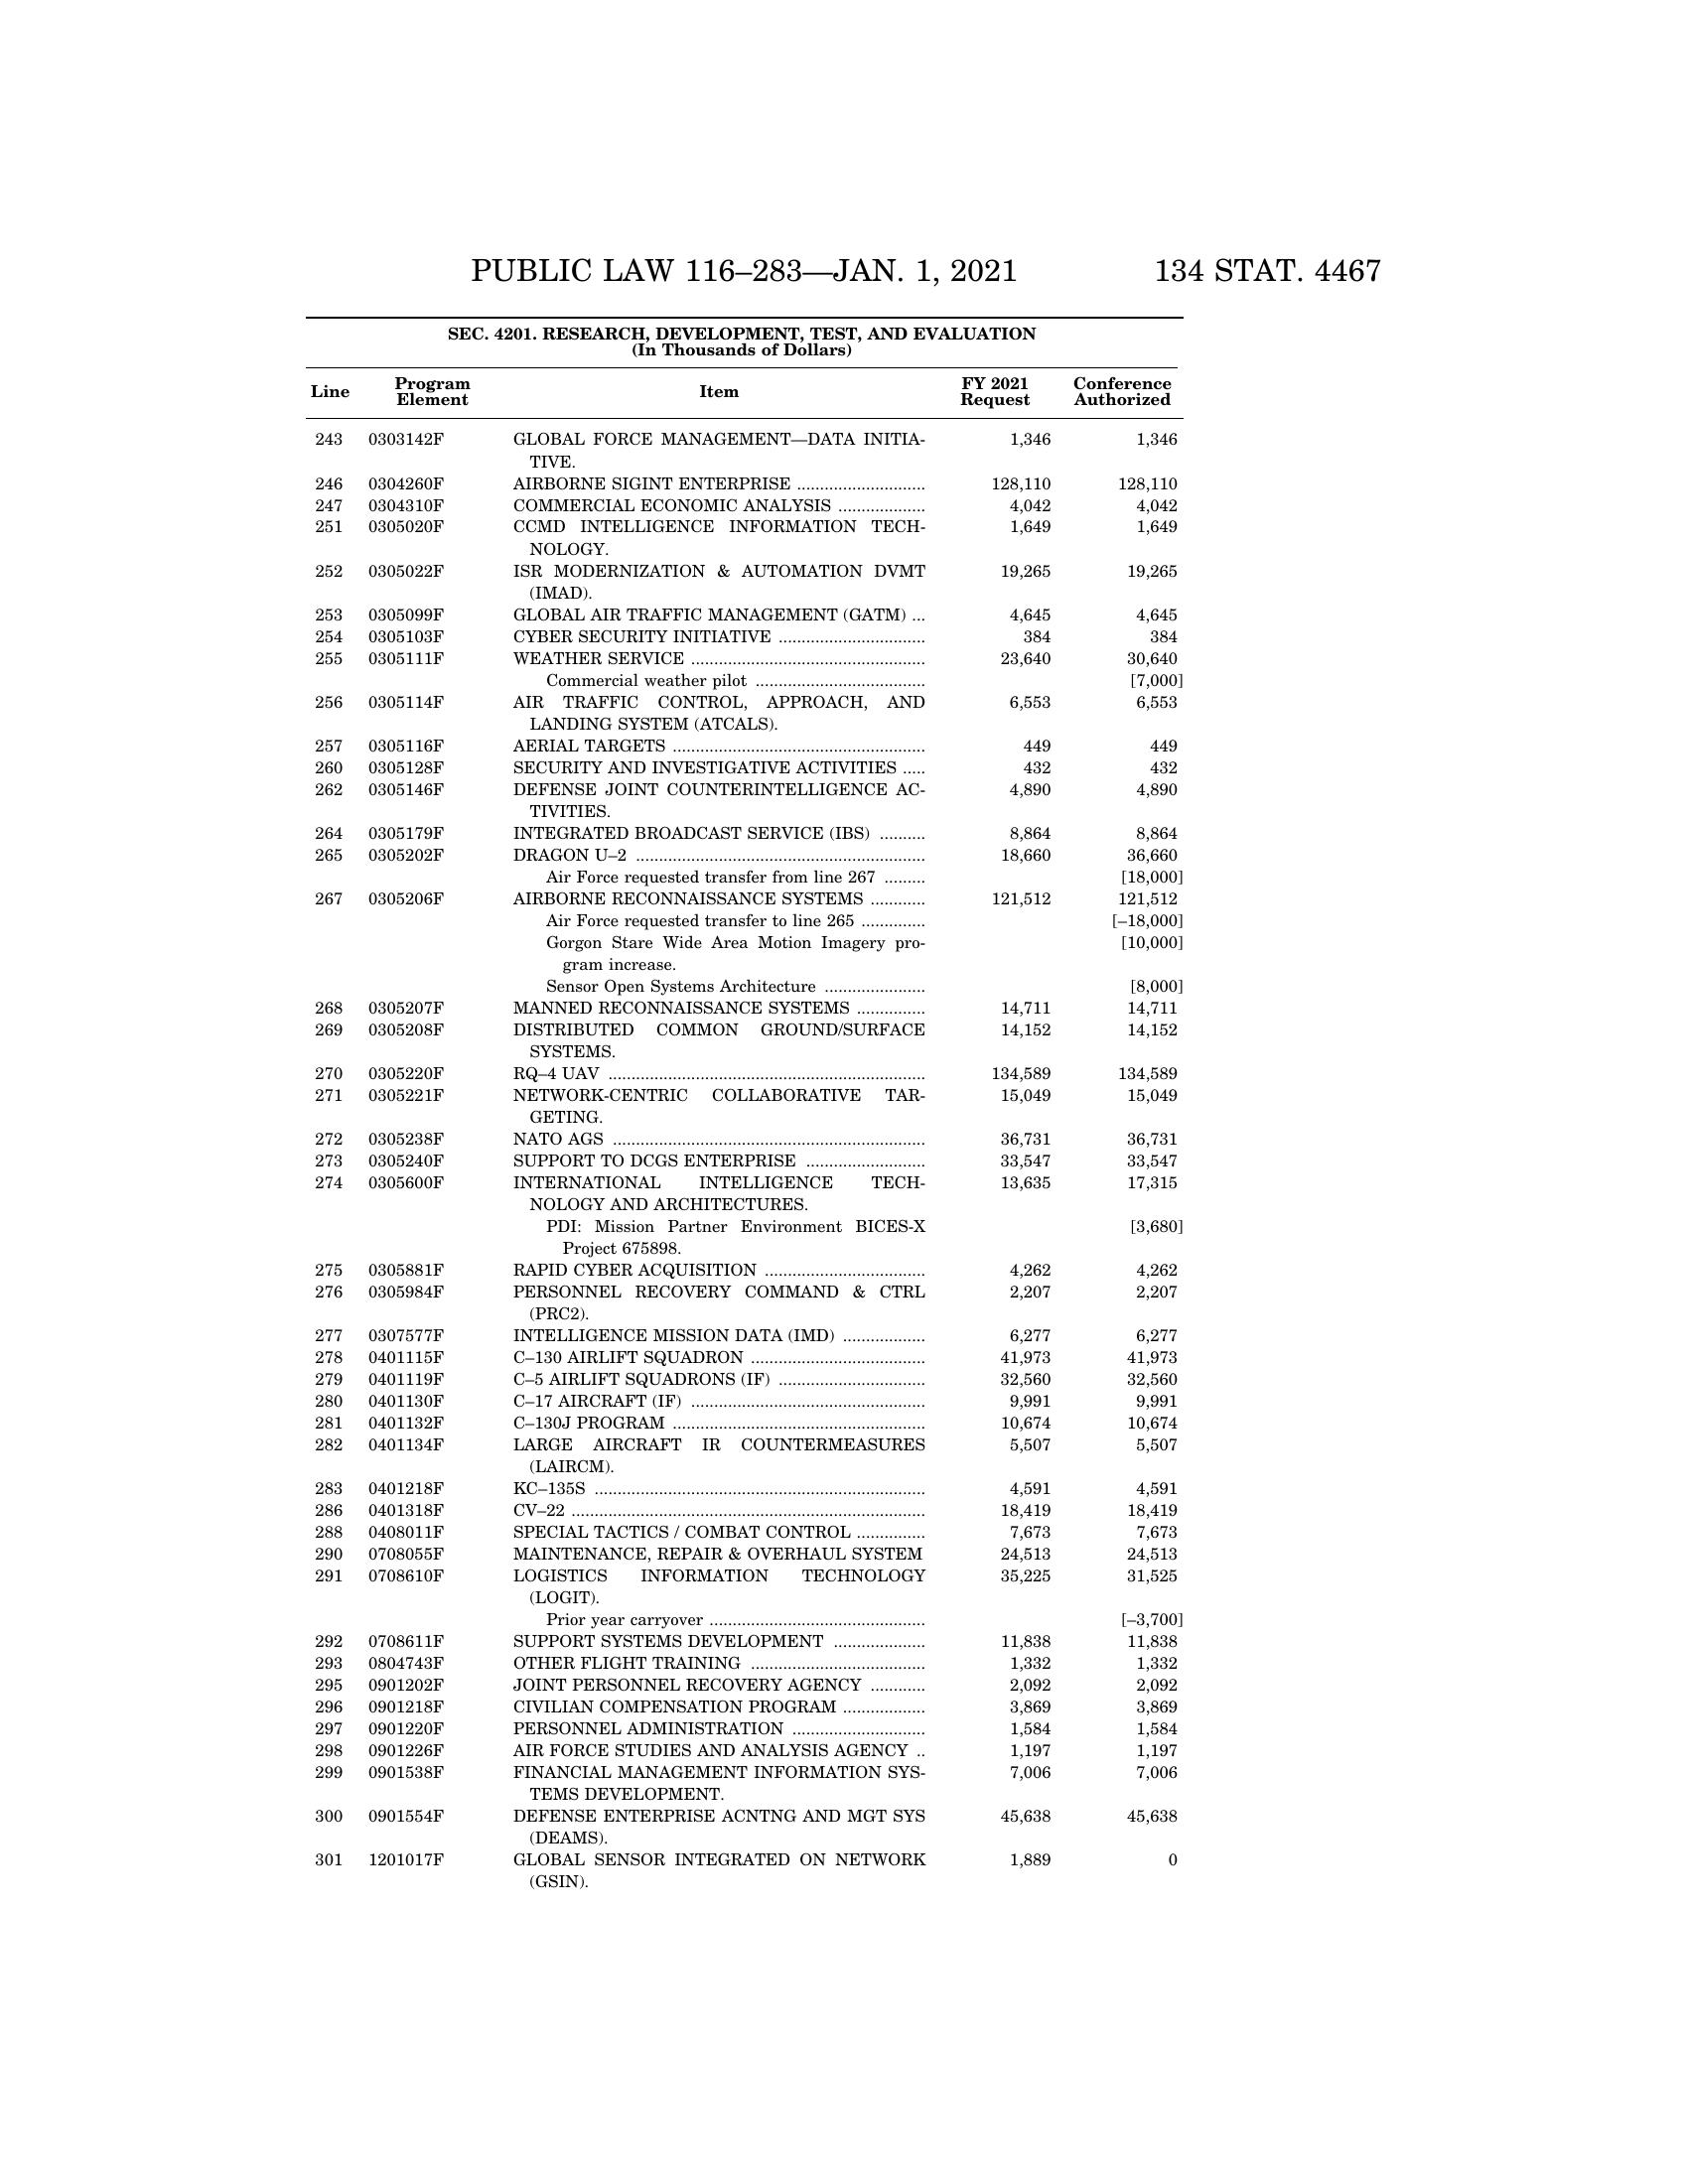 PUBLIC LAW 116–283—JAN. 1, 2021 134 STAT. 4467
SEC. 4201. RESEARCH, DEVELOPMENT, TEST, AND EVALUATION
(In Thousands of Dollars)
Line Program Element Item FY 2021 Request Conference Authorized
243 0303142F GLOBAL FORCE MANAGEMENT—DATA INITIA- 1,346 1,346
TIVE.
246 0304260F AIRBORNE SIGINT ENTERPRISE ............................ 128,110 128,110
247 0304310F COMMERCIAL ECONOMIC ANALYSIS ................... 4,042 4,042
251 0305020F CCMD INTELLIGENCE INFORMATION TECH- 1,649 1,649
NOLOGY.
252 0305022F ISR MODERNIZATION & AUTOMATION DVMT 19,265 19,265
(IMAD).
253 0305099F GLOBAL AIR TRAFFIC MANAGEMENT (GATM) ... 4,645 4,645
254 0305103F CYBER SECURITY INITIATIVE ................................ 384 384
255 0305111F WEATHER SERVICE ................................................... 23,640 30,640
Commercial weather pilot ..................................... [7,000]
256 0305114F AIR TRAFFIC CONTROL, APPROACH, AND 6,553 6,553
LANDING SYSTEM (ATCALS).
257 0305116F AERIAL TARGETS ....................................................... 449 449
260 0305128F SECURITY AND INVESTIGATIVE ACTIVITIES ..... 432 432
262 0305146F DEFENSE JOINT COUNTERINTELLIGENCE AC- 4,890 4,890
TIVITIES.
264 0305179F INTEGRATED BROADCAST SERVICE (IBS) .......... 8,864 8,864
265 0305202F DRAGON U–2 ............................................................... 18,660 36,660
Air Force requested transfer from line 267 ......... [18,000]
267 0305206F AIRBORNE RECONNAISSANCE SYSTEMS ............ 121,512 121,512
Air Force requested transfer to line 265 .............. [–18,000]
Gorgon Stare Wide Area Motion Imagery pro- [10,000]
gram increase.
Sensor Open Systems Architecture ...................... [8,000]
268 0305207F MANNED RECONNAISSANCE SYSTEMS ............... 14,711 14,711
269 0305208F DISTRIBUTED COMMON GROUND/SURFACE 14,152 14,152
SYSTEMS.
270 0305220F RQ–4 UAV ..................................................................... 134,589 134,589
271 0305221F NETWORK-CENTRIC COLLABORATIVE TAR- 15,049 15,049
GETING.
272 0305238F NATO AGS .................................................................... 36,731 36,731
273 0305240F SUPPORT TO DCGS ENTERPRISE .......................... 33,547 33,547
274 0305600F INTERNATIONAL INTELLIGENCE TECH- 13,635 17,315
NOLOGY AND ARCHITECTURES.
PDI: Mission Partner Environment BICES-X [3,680]
Project 675898.
275 0305881F RAPID CYBER ACQUISITION ................................... 4,262 4,262
276 0305984F PERSONNEL RECOVERY COMMAND & CTRL 2,207 2,207
(PRC2).
277 0307577F INTELLIGENCE MISSION DATA (IMD) .................. 6,277 6,277
278 0401115F C–130 AIRLIFT SQUADRON ...................................... 41,973 41,973
279 0401119F C–5 AIRLIFT SQUADRONS (IF) ................................ 32,560 32,560
280 0401130F C–17 AIRCRAFT (IF) ................................................... 9,991 9,991
281 0401132F C–130J PROGRAM ....................................................... 10,674 10,674
282 0401134F LARGE AIRCRAFT IR COUNTERMEASURES 5,507 5,507
(LAIRCM).
283 0401218F KC–135S ........................................................................ 4,591 4,591
286 0401318F CV–22 ............................................................................. 18,419 18,419
288 0408011F SPECIAL TACTICS / COMBAT CONTROL ............... 7,673 7,673
290 0708055F MAINTENANCE, REPAIR & OVERHAUL SYSTEM 24,513 24,513
291 0708610F LOGISTICS INFORMATION TECHNOLOGY 35,225 31,525
(LOGIT).
Prior year carryover ............................................... [–3,700]
292 0708611F SUPPORT SYSTEMS DEVELOPMENT .................... 11,838 11,838
293 0804743F OTHER FLIGHT TRAINING ...................................... 1,332 1,332
295 0901202F JOINT PERSONNEL RECOVERY AGENCY ............ 2,092 2,092
296 0901218F CIVILIAN COMPENSATION PROGRAM .................. 3,869 3,869
297 0901220F PERSONNEL ADMINISTRATION ............................. 1,584 1,584
298 0901226F AIR FORCE STUDIES AND ANALYSIS AGENCY .. 1,197 1,197
299 0901538F FINANCIAL MANAGEMENT INFORMATION SYS- 7,006 7,006
TEMS DEVELOPMENT.
300 0901554F DEFENSE ENTERPRISE ACNTNG AND MGT SYS 45,638 45,638
(DEAMS).
301 1201017F GLOBAL SENSOR INTEGRATED ON NETWORK 1,889 0
(GSIN).